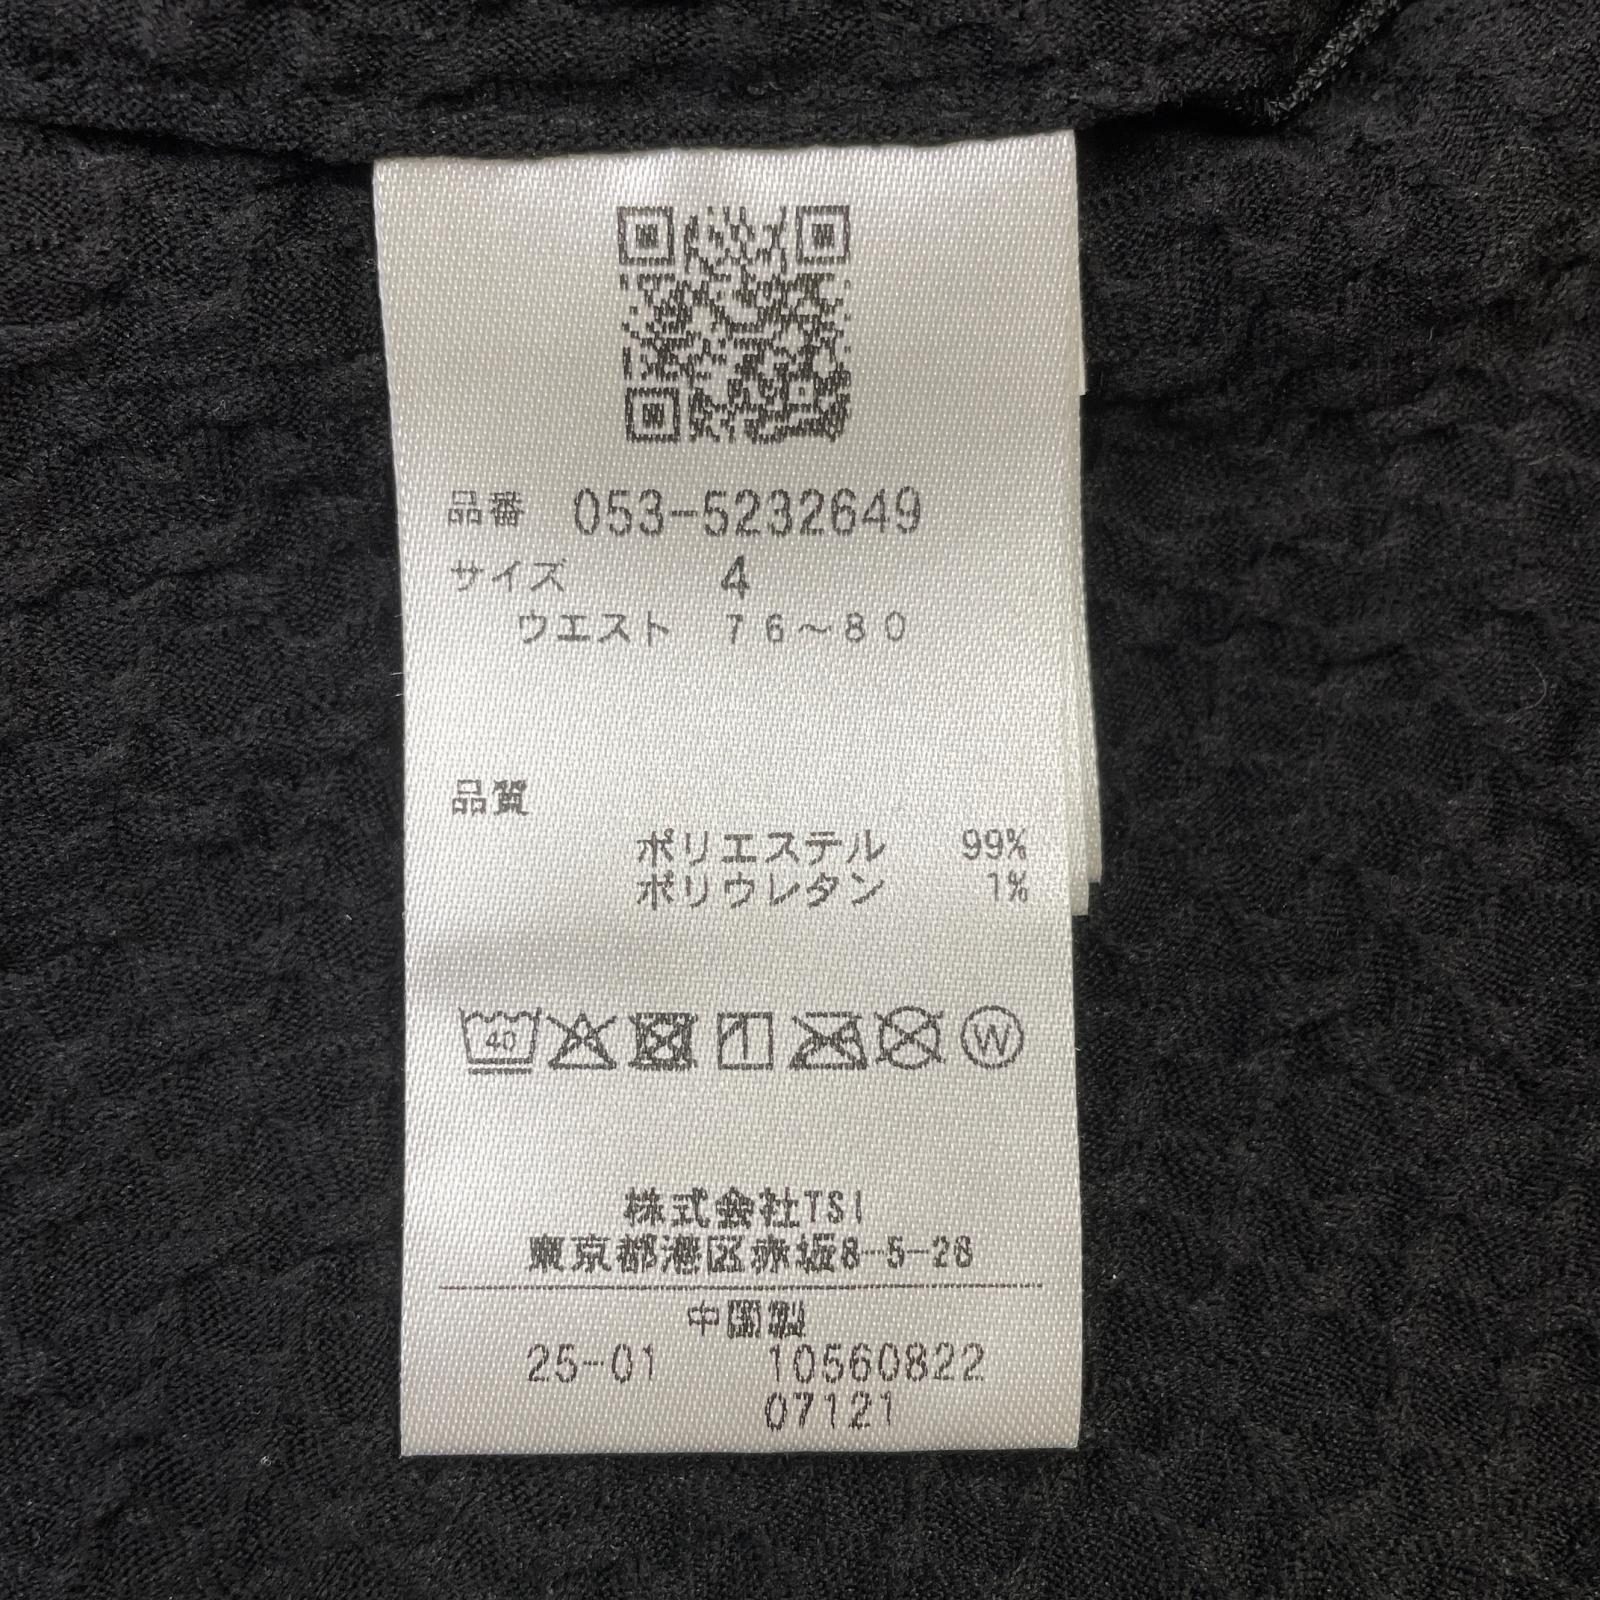 品番 053-5232649
サイズ 4
ウエスト 76～80
品質
ポリエステル 99%
ポリウレタン 1%
40 W
株式会社TSI
東京都港区赤坂8-5-28
中国製
25-01 10560822
07121